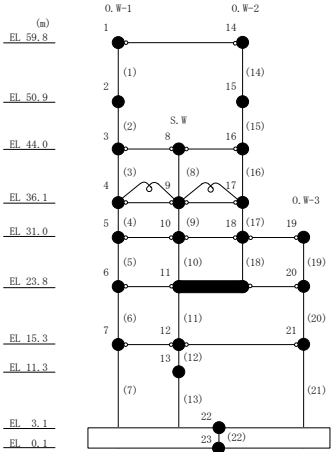 O.W-1 O.W-2
(m)
1 14
EL 59.8
(1) (14)
2 15
EL 50.9
(2) S.W (15)
3 8 16
EL 44.0
(3) (8) (16)
4 9 17
EL 36.1
O.W-3
(4) (9) (17)
5 10 18 19
EL 31.0
(5) (10) (18) (19)
6 11 20
EL 23.8
(6) (11) (20)
7 12 21
EL 15.3
13 (12)
EL 11.3
(7) (13) (21)
22
EL 3.1
23 (22)
EL 0.1